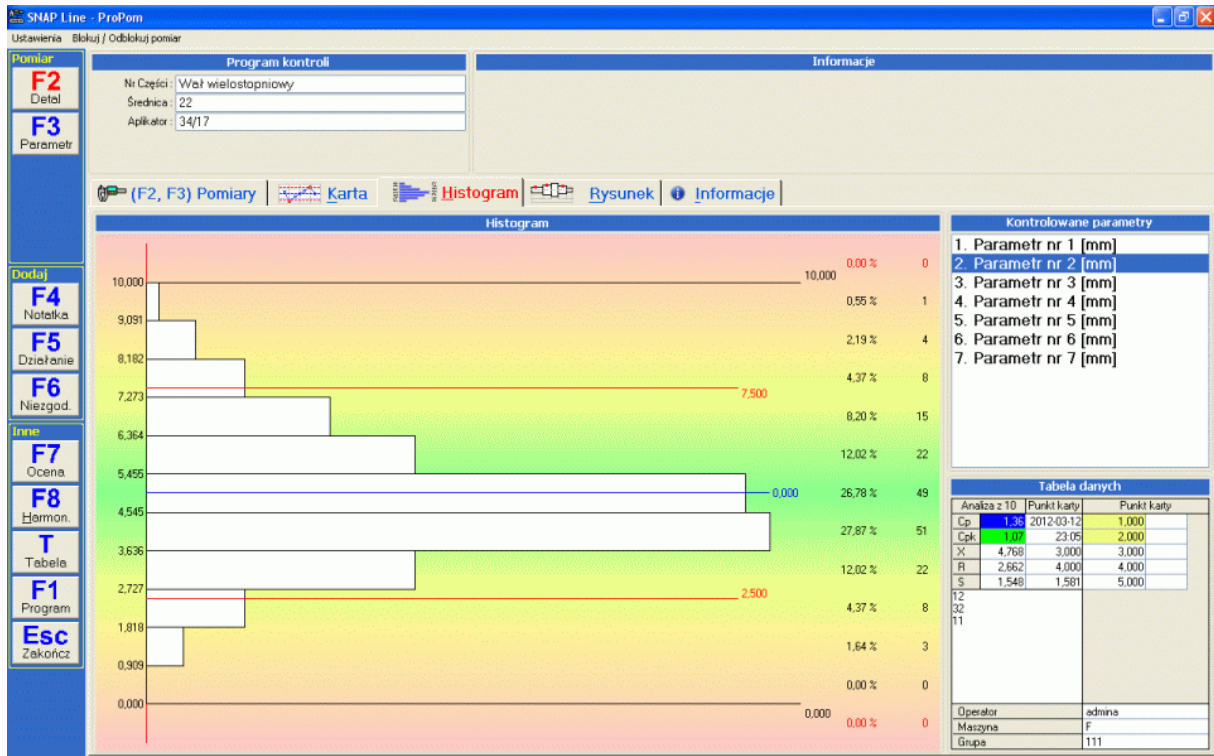 SNAP Line - ProPom
Ustawienia Blokuj / Odblokuj pomiar
Pomiar
F2
Detal
F3
Parametr
Dodaj
F4
Notatka
F5
Działanie
F6
Niezgod.
Inne
F7
Ocena
F8
Harmon.
T
Tabela
F1
Program
Esc
Zakończ
Program kontroli
Nr Części : Wał wielostopniowy
Średnica : 22
Aplikator : 34/17
Informacje
(F2, F3) Pomiary Karta Histogram Rysunek Informacje
Histogram
0,00 % 0
10,000 10,000
0,55 % 1
9,091
2,19 % 4
8,182
4,37 % 8
7,500
7,273
8,20 % 15
6,364
12,02 % 22
5,455
0,000 26,78 % 49
4,545
27,87 % 51
3,636
12,02 % 22
2,727
2,500
4,37 % 8
1,818
1,64 % 3
0,909
0,00 % 0
0,000 0,000
0,00 % 0
Kontrolowane parametry
1. Parametr nr 1 [mm]
2. Parametr nr 2 [mm]
3. Parametr nr 3 [mm]
4. Parametr nr 4 [mm]
5. Parametr nr 5 [mm]
6. Parametr nr 6 [mm]
7. Parametr nr 7 [mm]
Tabela danych
Analiza z 10 Punkt karty Punkt karty
Cp 1,36 2012-03-12 1,000
Cpk 1,07 23:05 2,000
X 4,768 3,000 3,000
R 2,662 4,000 4,000
S 1,548 1,581 5,000
12
32
11
Operator admina
Maszyna F
Grupa 111